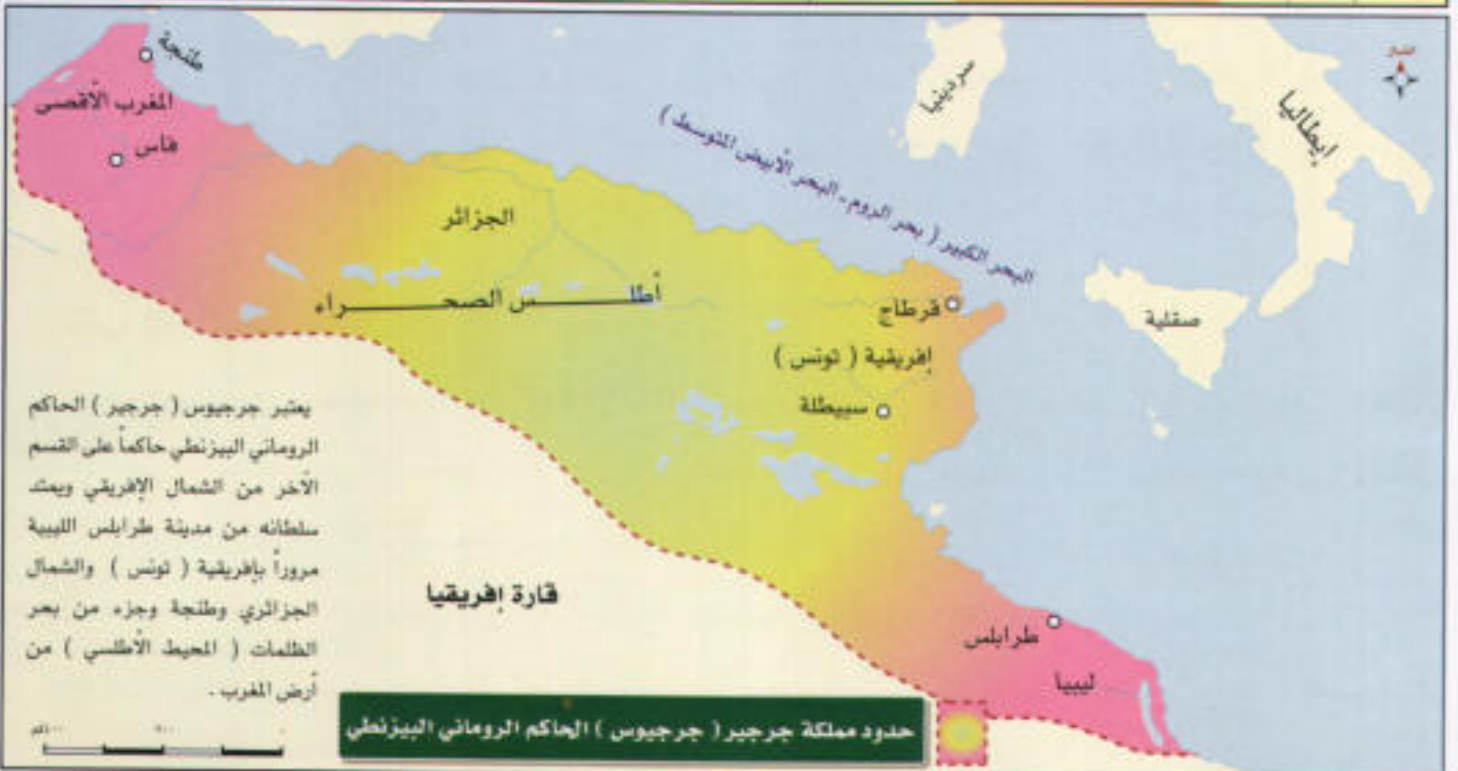 الشمال
طنجة
المغرب الأقصى
فاس
الجزائر
أطلس الصحراء
سردينيا
إيطاليا
البحر الكبير ( بحر الروم - البحر الأبيض المتوسط )
صقلية
قرطاج
إفريقية ( تونس )
سبيطلة
يعتبر جرجيوس ( جرجير ) الحاكم
الروماني البيزنطي حاكماً على القسم
الآخر من الشمال الإفريقي ويمتد
سلطانه من مدينة طرابلس الليبية
مروراً بإفريقية ( تونس ) والشمال
الجزائري وطنجة وجزء من بحر
الظلمات ( المحيط الأطلسي ) من
أرض المغرب .
قارة إفريقيا
طرابلس
ليبيا
حدود مملكة جرجير ( جرجيوس ) الحاكم الروماني البيزنطي